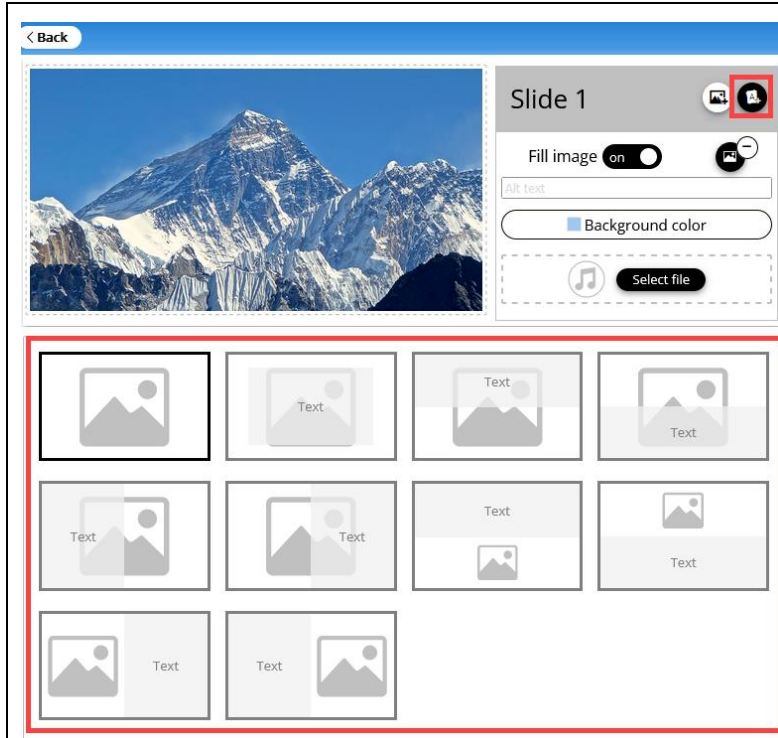 Back
Slide 1
Fill image on
Alt text
Background color
Select file
Text
Text
Text
Text
Text
Text
Text
Text
Text